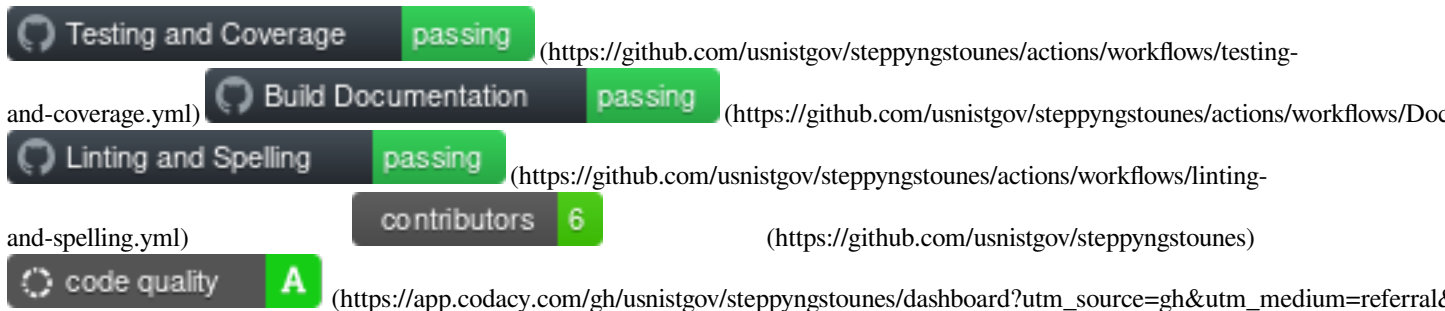 Testing and Coverage passing (https://github.com/usnistgov/steppyngstounes/actions/workflows/testing-
and-coverage.yml) Build Documentation passing (https://github.com/usnistgov/steppyngstounes/actions/workflows/Doc
Linting and Spelling passing (https://github.com/usnistgov/steppyngstounes/actions/workflows/linting-
and-spelling.yml) contributors 6 (https://github.com/usnistgov/steppyngstounes)
code quality A (https://app.codacy.com/gh/usnistgov/steppyngstounes/dashboard?utm_source=gh&utm_medium=referral&